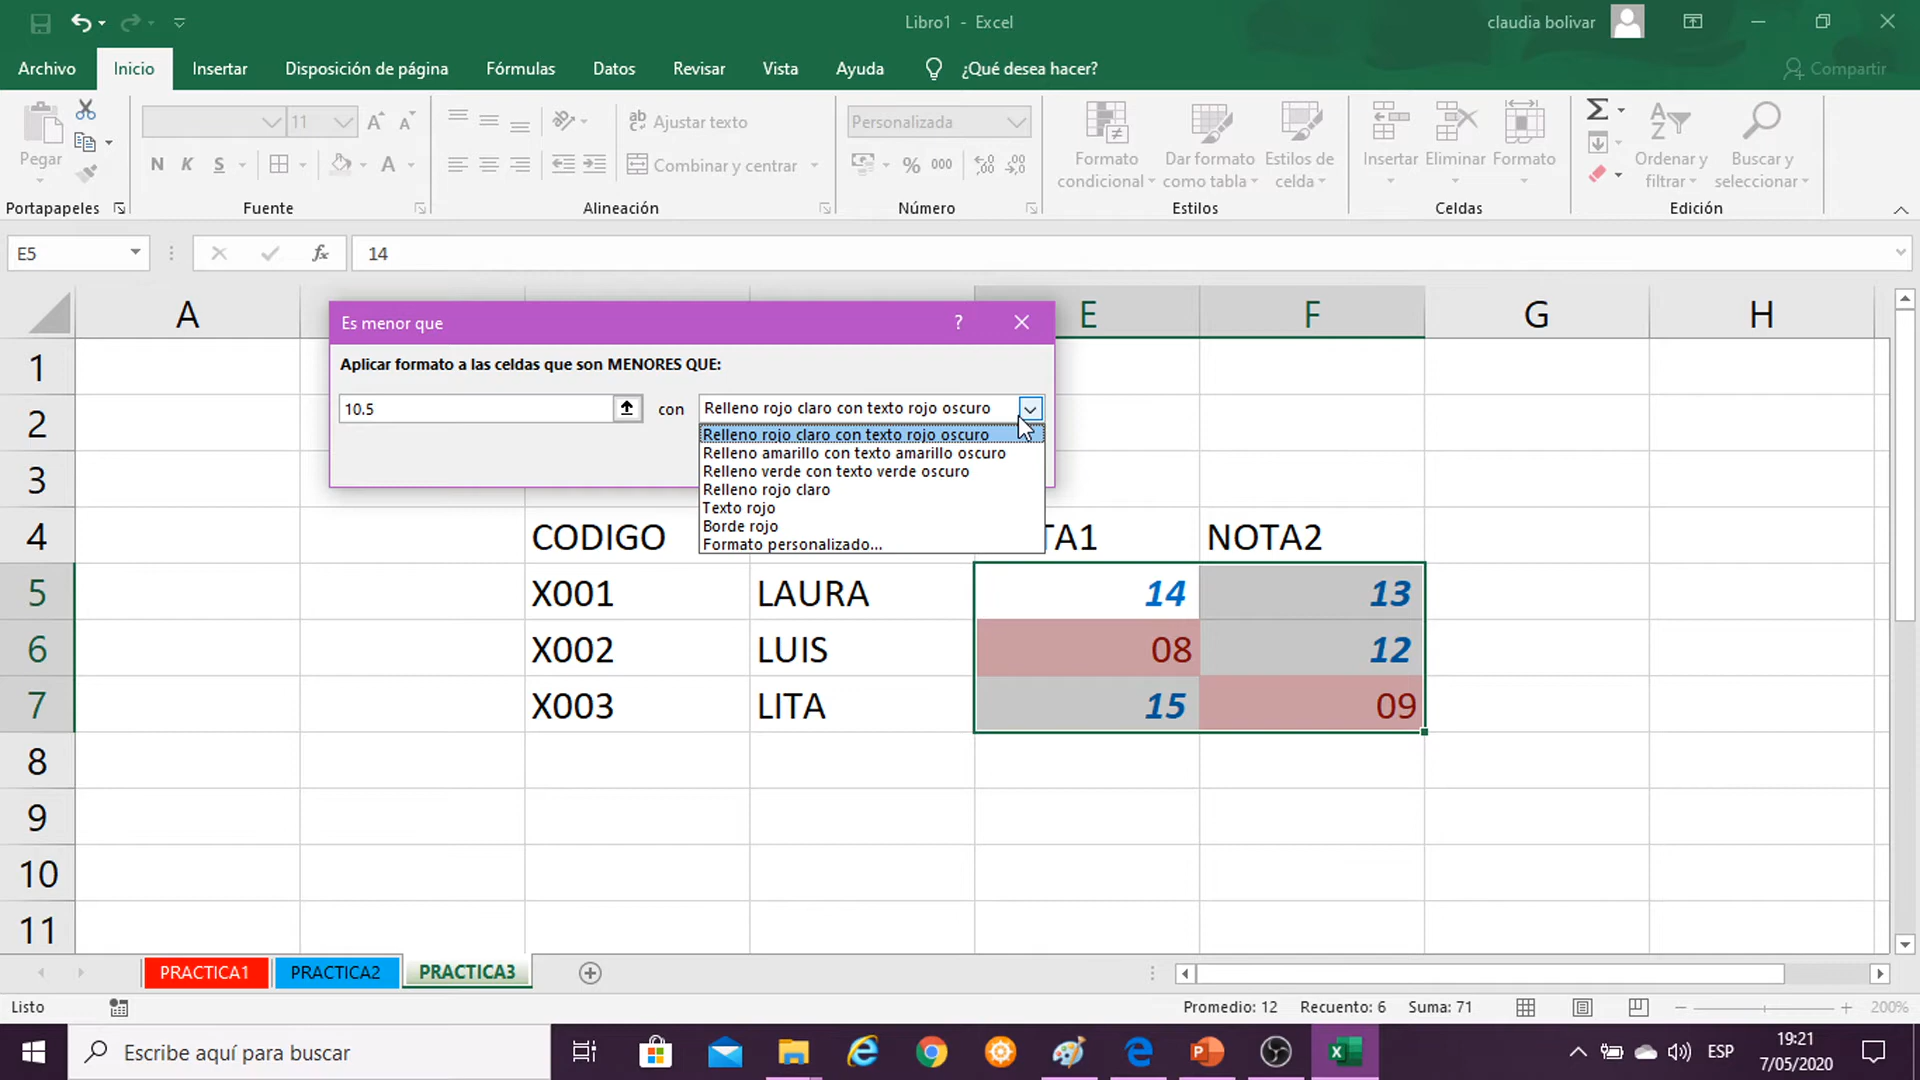 Libro1 - Excel
claudia bolivar
Archivo Inicio Insertar Disposición de página Fórmulas Datos Revisar Vista Ayuda ¿Qué desea hacer? Compartir
Pegar
Portapapeles
11
N K S
Fuente
Ajustar texto
Combinar y centrar
Alineación
Personalizada
% 000
Número
Formato condicional
Dar formato como tabla
Estilos de celda
Estilos
Insertar Eliminar Formato
Celdas
Ordenar y filtrar
Buscar y seleccionar
Edición
E5 fx 14
A E F G H
Es menor que ?
Aplicar formato a las celdas que son MENORES QUE:
10.5 con Relleno rojo claro con texto rojo oscuro
Relleno rojo claro con texto rojo oscuro
Relleno amarillo con texto amarillo oscuro
Relleno verde con texto verde oscuro
Relleno rojo claro
Texto rojo
Borde rojo
Formato personalizado...
1
2
3
4 CODIGO TA1 NOTA2
5 X001 LAURA 14 13
6 X002 LUIS 08 12
7 X003 LITA 15 09
8
9
10
11
PRACTICA1 PRACTICA2 PRACTICA3
Listo Promedio: 12 Recuento: 6 Suma: 71 200%
Escribe aquí para buscar
ESP
19:21
7/05/2020